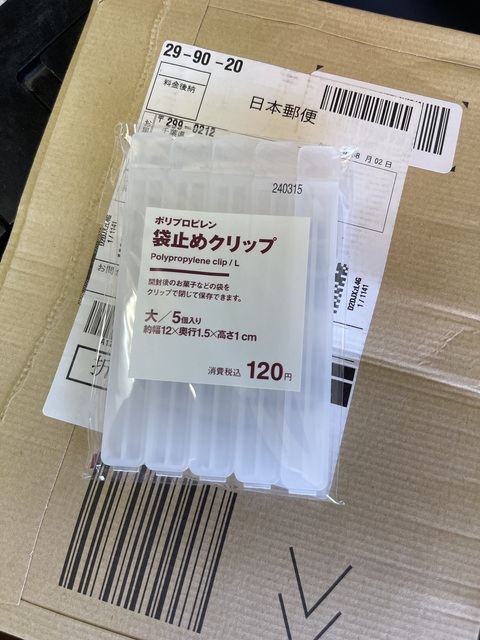 29-90-20
料金後納
日本郵便
〒299-0212
8月02日
240315
ポリプロピレン
袋止めクリップ
Polypropylene clip / L
開封後のお菓子などの袋を
クリップで閉じて保存できます。
大／5個入り
約幅12×奥行1.5×高さ1cm
消費税込 120円
1 / 1141
1 / 1141